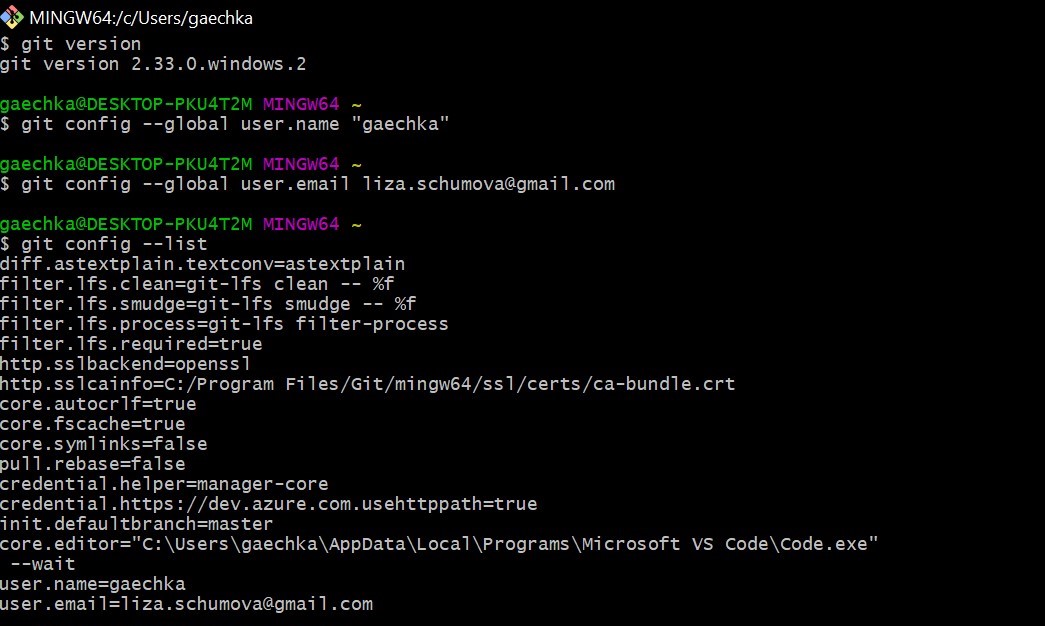 MINGW64:/c/Users/gaechka
$ git version
git version 2.33.0.windows.2
gaechka@DESKTOP-PKU4T2M MINGW64 ~
$ git config --global user.name "gaechka"
gaechka@DESKTOP-PKU4T2M MINGW64 ~
$ git config --global user.email liza.schumova@gmail.com
gaechka@DESKTOP-PKU4T2M MINGW64 ~
$ git config --list
diff.astextplain.textconv=astextplain
filter.lfs.clean=git-lfs clean -- %f
filter.lfs.smudge=git-lfs smudge -- %f
filter.lfs.process=git-lfs filter-process
filter.lfs.required=true
http.sslbackend=openssl
http.sslcainfo=C:/Program Files/Git/mingw64/ssl/certs/ca-bundle.crt
core.autocrlf=true
core.fscache=true
core.symlinks=false
pull.rebase=false
credential.helper=manager-core
credential.https://dev.azure.com.usehttppath=true
init.defaultbranch=master
core.editor="C:\Users\gaechka\AppData\Local\Programs\Microsoft VS Code\Code.exe"
 --wait
user.name=gaechka
user.email=liza.schumova@gmail.com